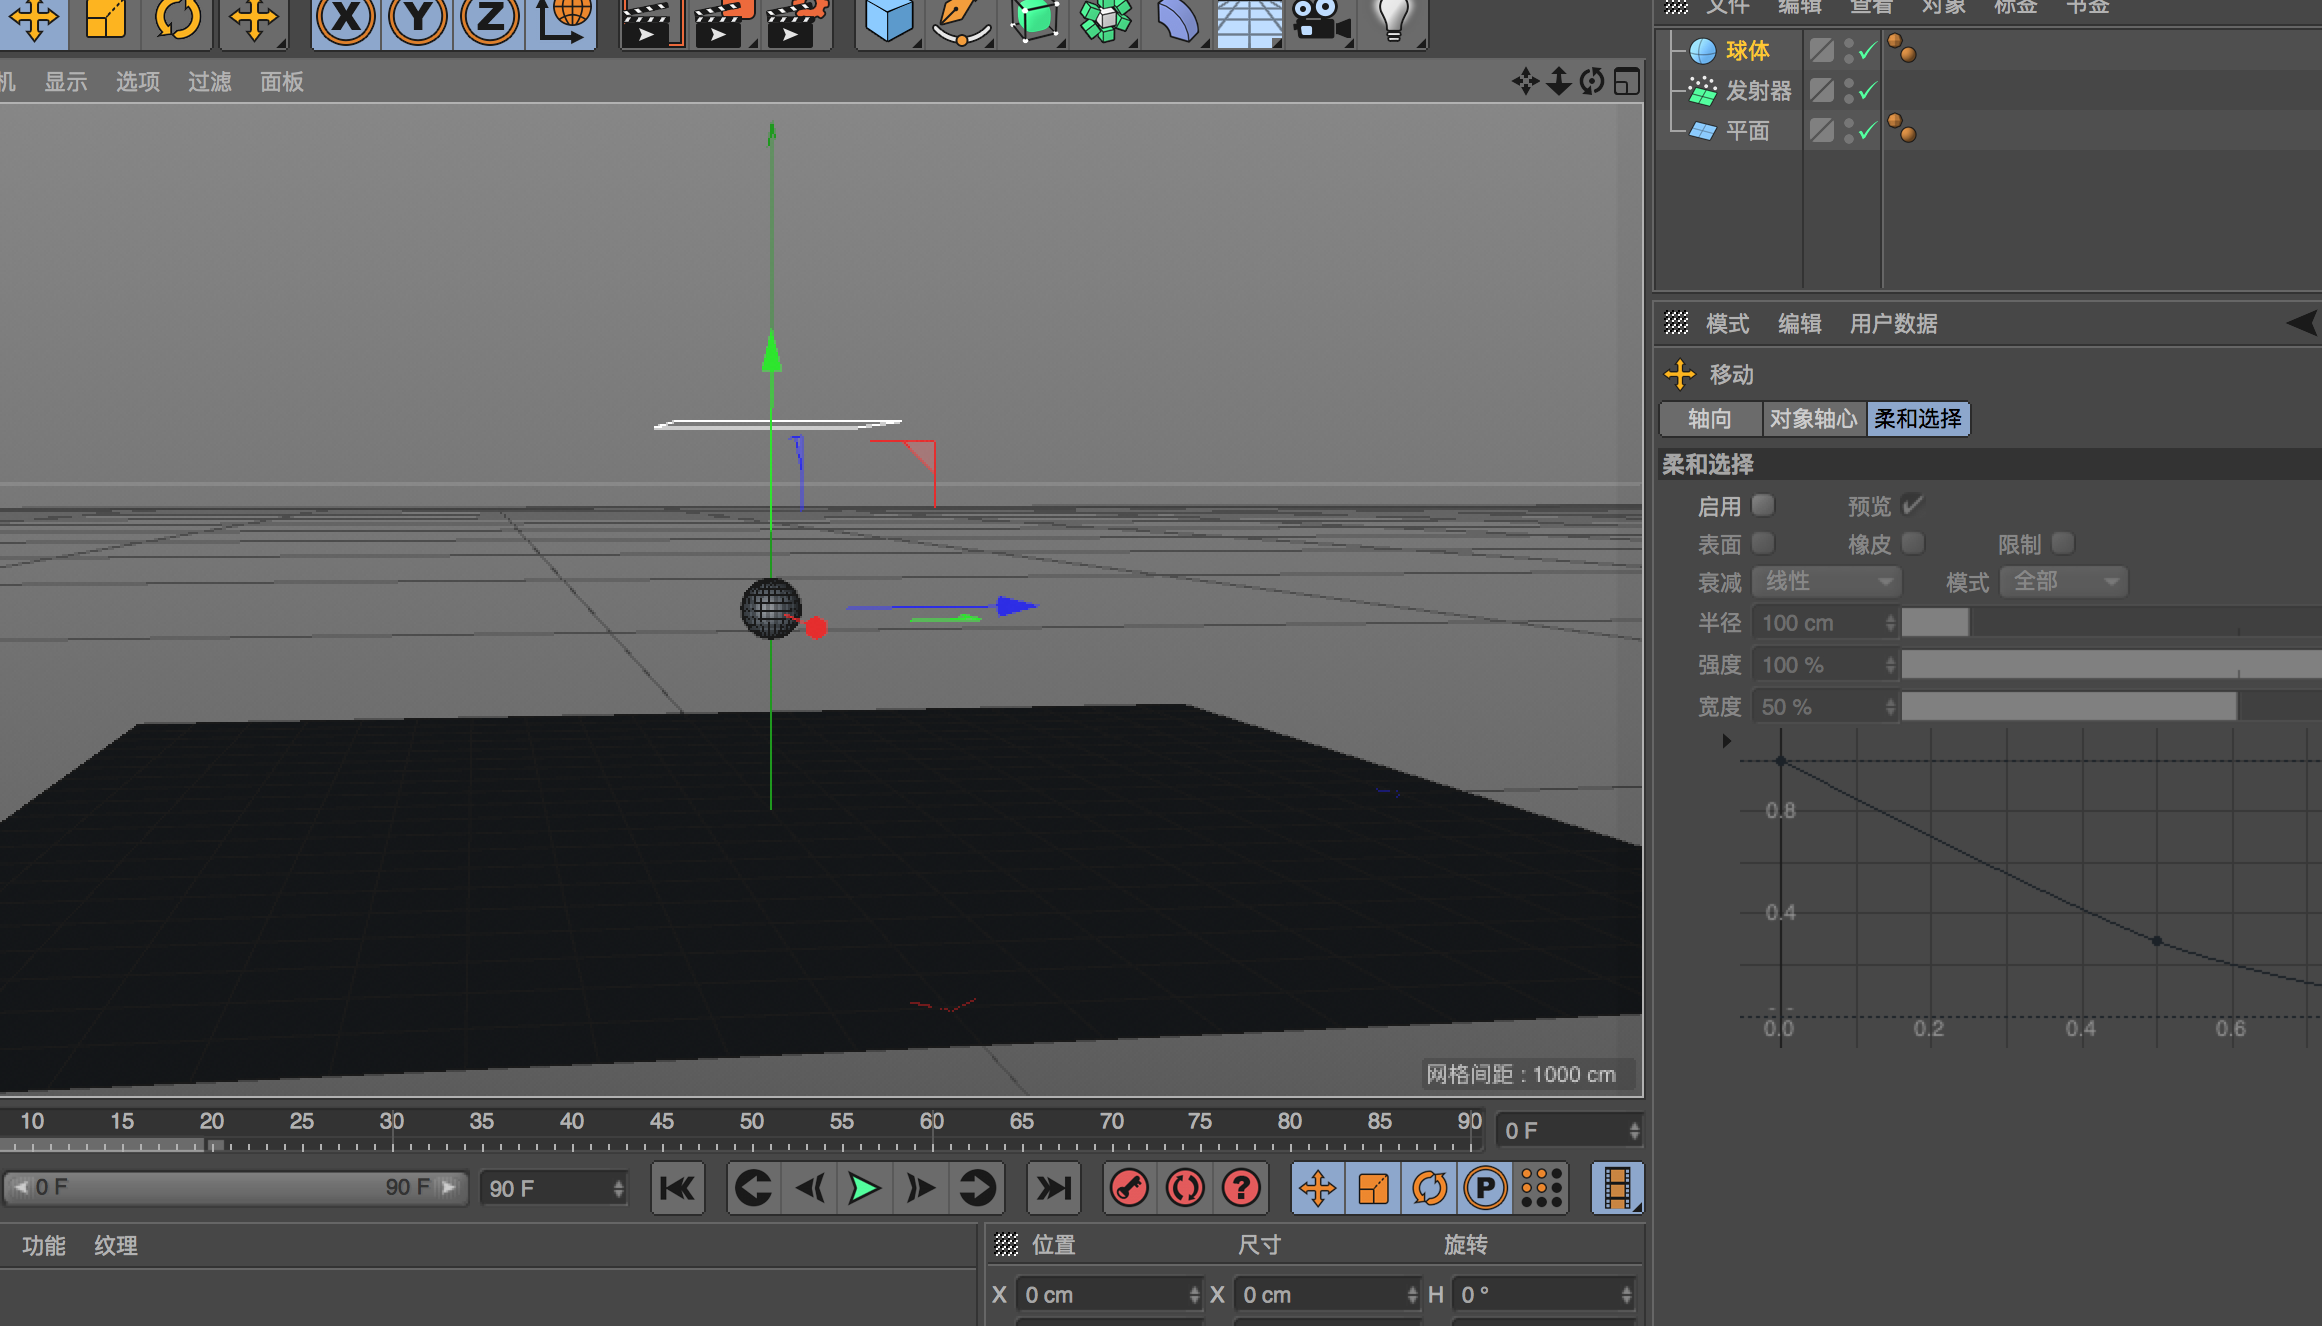 X Y Z
文件 编辑 查看 对象 标签 书签
机 显示 选项 过滤 面板
球体
发射器
平面
模式 编辑 用户数据
移动
轴向 对象轴心 柔和选择
柔和选择
启用 预览
表面 橡皮 限制
衰减 线性 模式 全部
半径 100 cm
强度 100 %
宽度 50 %
0.8
0.4
0.0 0.2 0.4 0.6
网格间距 : 1000 cm
10 15 20 25 30 35 40 45 50 55 60 65 70 75 80 85 90 0 F
0 F 90 F 90 F ? P
功能 纹理
位置 尺寸 旋转
X 0 cm X 0 cm H 0 °